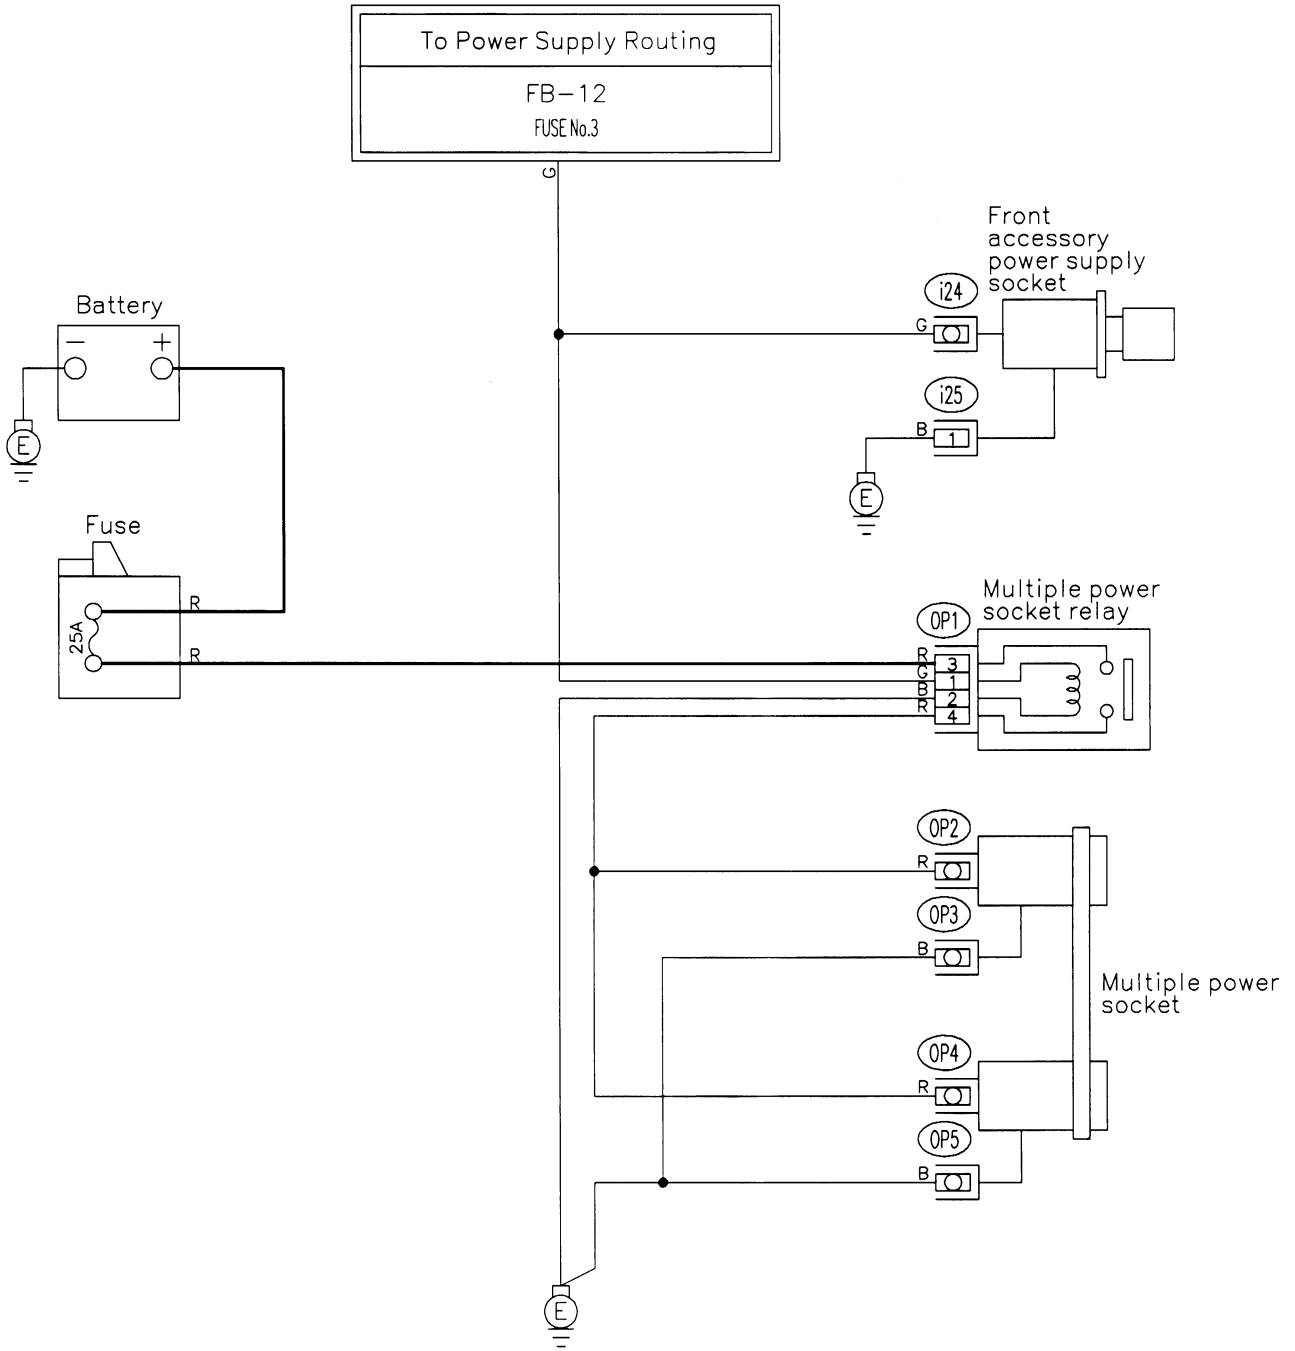 To Power Supply Routing
FB-12
FUSE No.3
G
Front
accessory
power supply
socket
i24
G
Battery
- +
i25
B
1
E
E
Fuse
25A
R
R
Multiple power
socket relay
OP1
R 3
G 1
B 2
R 4
OP2
R
OP3
B
Multiple power
socket
OP4
R
OP5
B
E